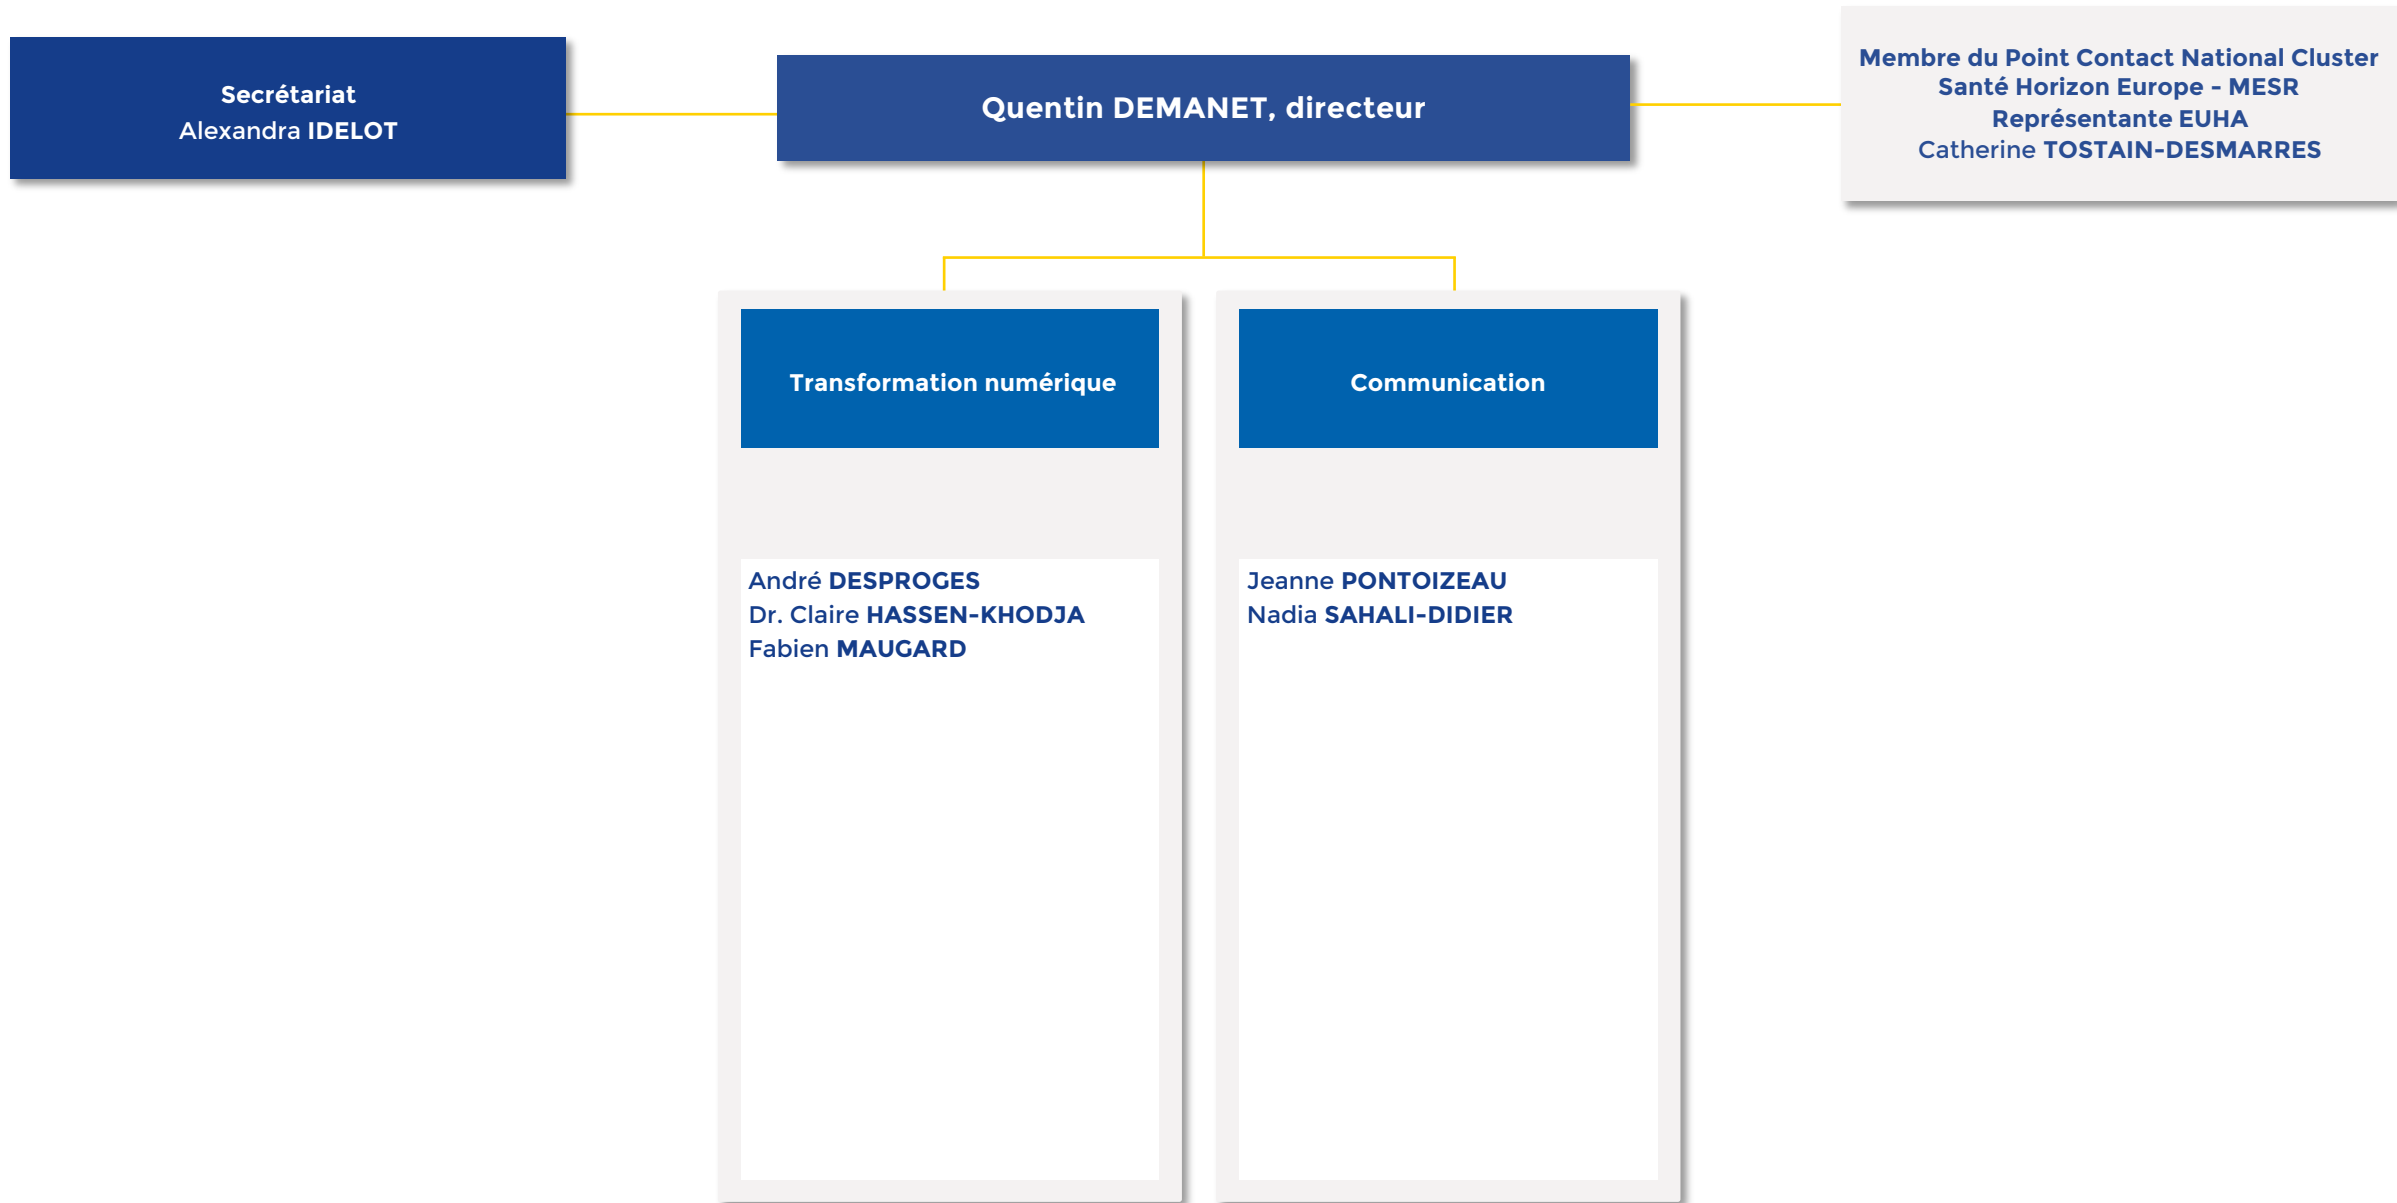 Secrétariat
Alexandra IDELOT
Quentin DEMANET, directeur
Membre du Point Contact National Cluster
Santé Horizon Europe - MESR
Représentante EUHA
Catherine TOSTAIN-DESMARRES
Transformation numérique
André DESPROGES
Dr. Claire HASSEN-KHODJA
Fabien MAUGARD
Communication
Jeanne PONTOIZEAU
Nadia SAHALI-DIDIER